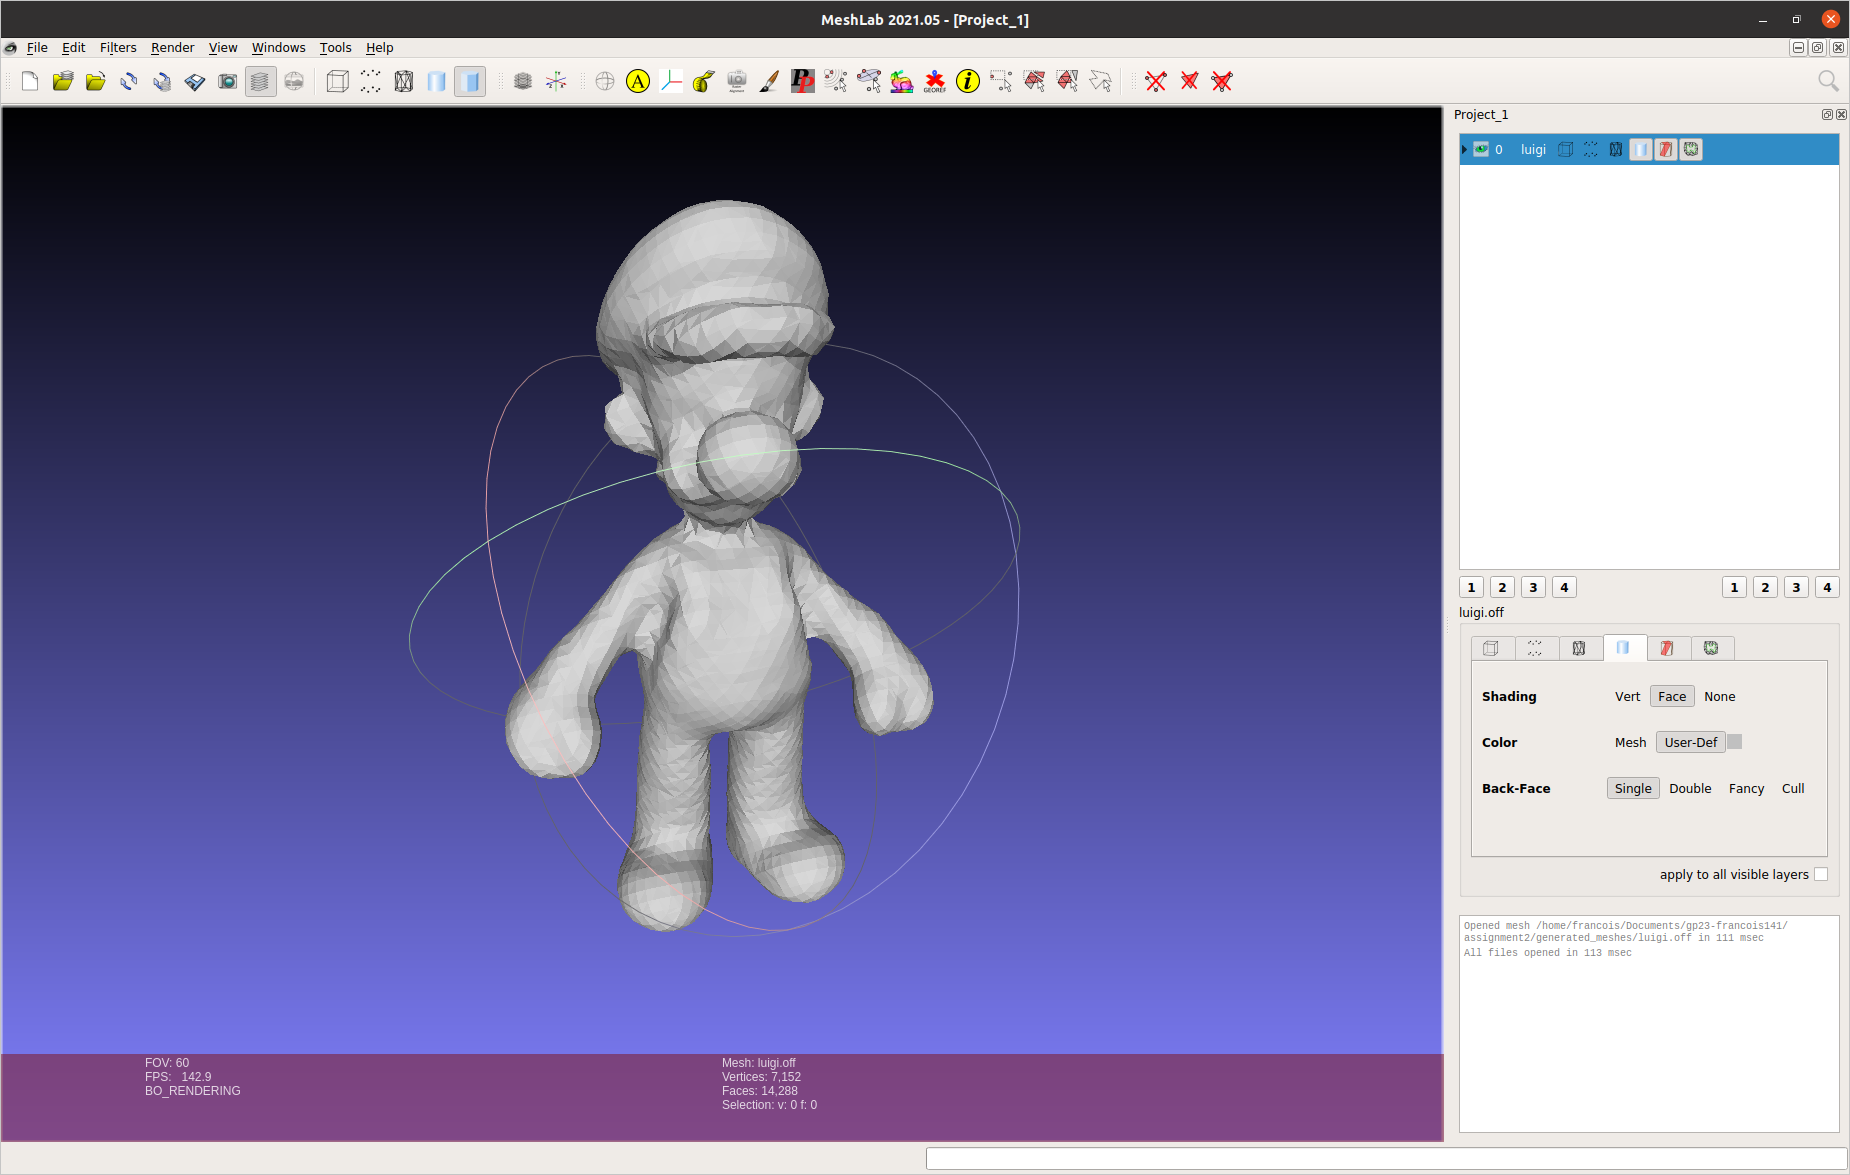 MeshLab 2021.05 - [Project_1]
File Edit Filters Render View Windows Tools Help
A Pp GEOREF i
Project_1
0 luigi
1 2 3 4 1 2 3 4
luigi.off
Shading Vert Face None
Color Mesh User-Def
Back-Face Single Double Fancy Cull
apply to all visible layers
Opened mesh /home/francois/Documents/gp23-francois141/
assignment2/generated_meshes/luigi.off in 111 msec
All files opened in 113 msec
FOV: 60
FPS: 142.9
BO_RENDERING
Mesh: luigi.off
Vertices: 7,152
Faces: 14,288
Selection: v: 0 f: 0